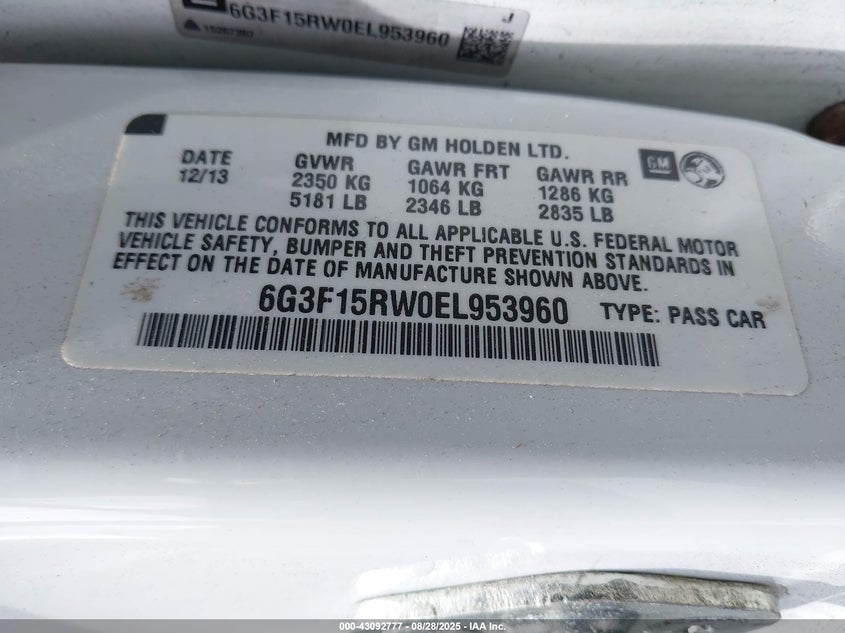 6G3F15RW0EL953960
J
MFD BY GM HOLDEN LTD.
DATE GVWR GAWR FRT GAWR RR GM
12/13 2350 KG 1064 KG 1286 KG
5181 LB 2346 LB 2835 LB
THIS VEHICLE CONFORMS TO ALL APPLICABLE U.S. FEDERAL MOTOR
VEHICLE SAFETY, BUMPER AND THEFT PREVENTION STANDARDS IN
EFFECT ON THE DATE OF MANUFACTURE SHOWN ABOVE.
6G3F15RW0EL953960 TYPE: PASS CAR
000-43092777 - 08/28/2025 - IAA Inc.